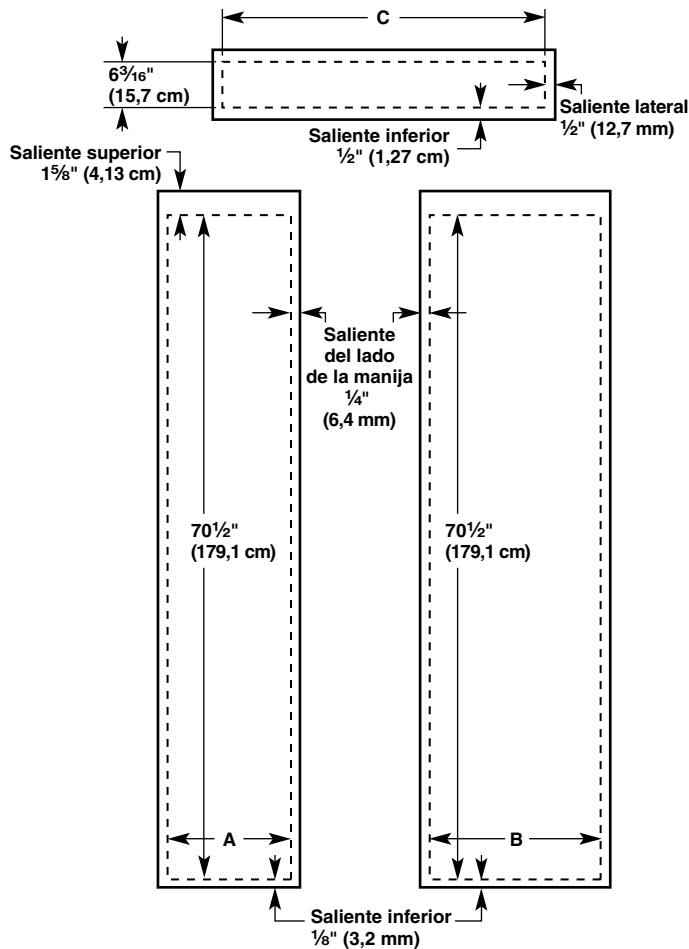 C
6³⁄₁₆"
(15,7 cm)
Saliente lateral
½" (12,7 mm)
Saliente inferior
½" (1,27 cm)
Saliente superior
1⅝" (4,13 cm)
Saliente
del lado
de la manija
¼"
(6,4 mm)
70½"
(179,1 cm)
70½"
(179,1 cm)
A
B
Saliente inferior
⅛" (3,2 mm)